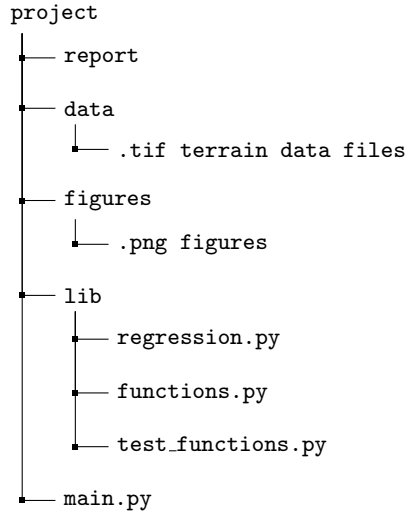 project
report
data
.tif terrain data files
figures
.png figures
lib
regression.py
functions.py
test_functions.py
main.py